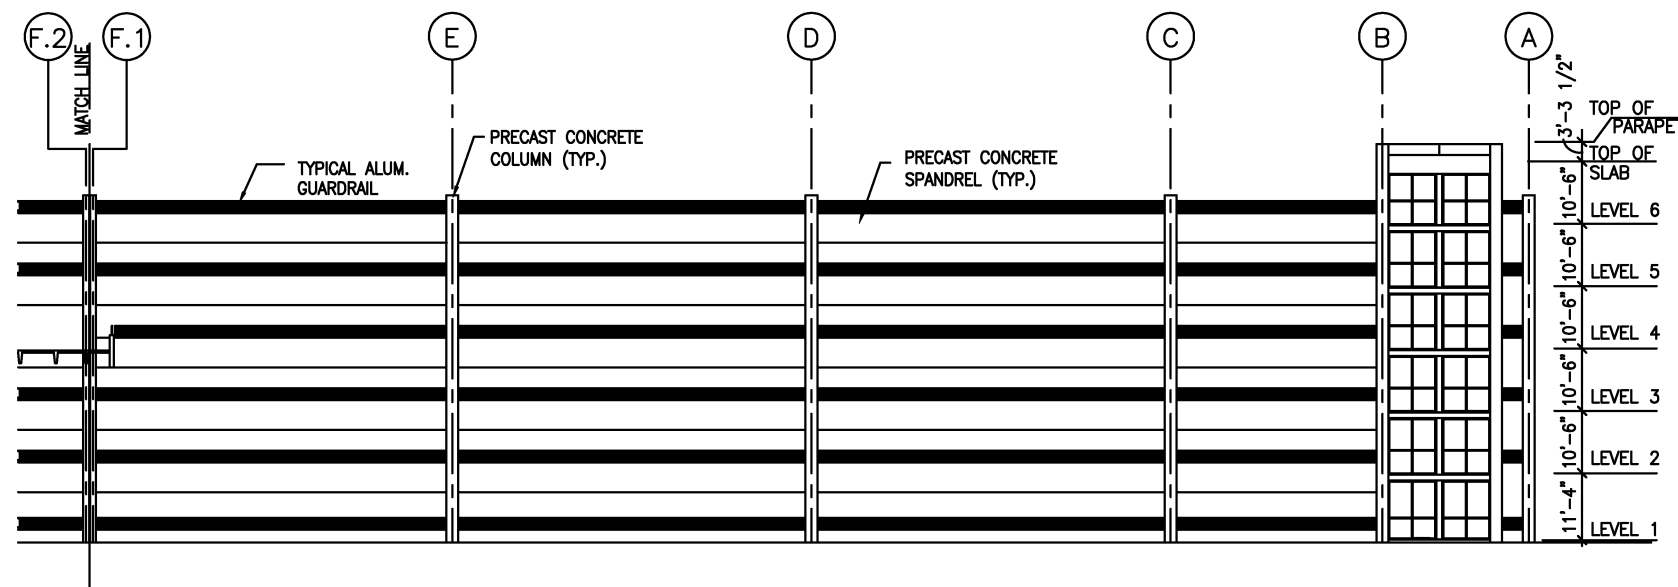 F.2
F.1
E
D
C
B
A
MATCH LINE
3'-3 1/2"
TOP OF
PARAPE
TOP OF
SLAB
PRECAST CONCRETE
COLUMN (TYP.)
TYPICAL ALUM.
GUARDRAIL
PRECAST CONCRETE
SPANDREL (TYP.)
10'-6"
LEVEL 6
10'-6"
LEVEL 5
10'-6"
LEVEL 4
10'-6"
LEVEL 3
10'-6"
LEVEL 2
11'-4"
LEVEL 1